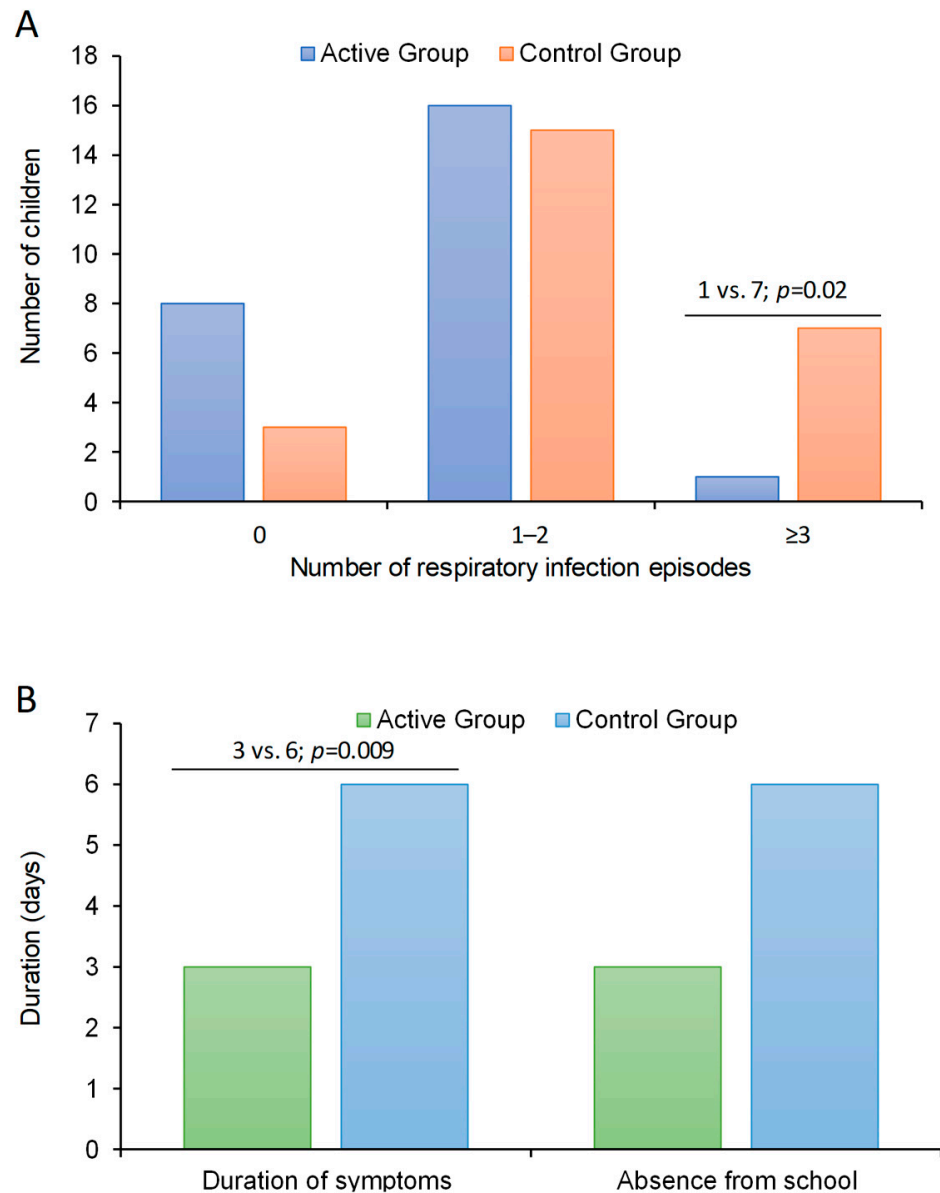 A
Active Group Control Group
18
16
14
12
10
8
6
4
2
0
Number of children
1 vs. 7; p=0.02
0 1–2 ≥3
Number of respiratory infection episodes
B
Active Group Control Group
7
6
5
4
3
2
1
0
Duration (days)
3 vs. 6; p=0.009
Duration of symptoms Absence from school